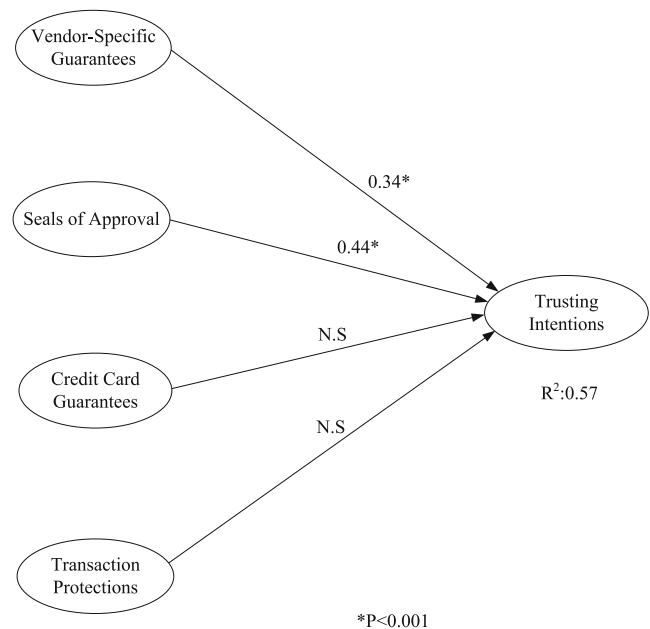 Vendor-Specific
Guarantees
0.34*
Seals of Approval
0.44*
Trusting
Intentions
N.S
Credit Card
Guarantees
R²:0.57
N.S
Transaction
Protections
*P<0.001